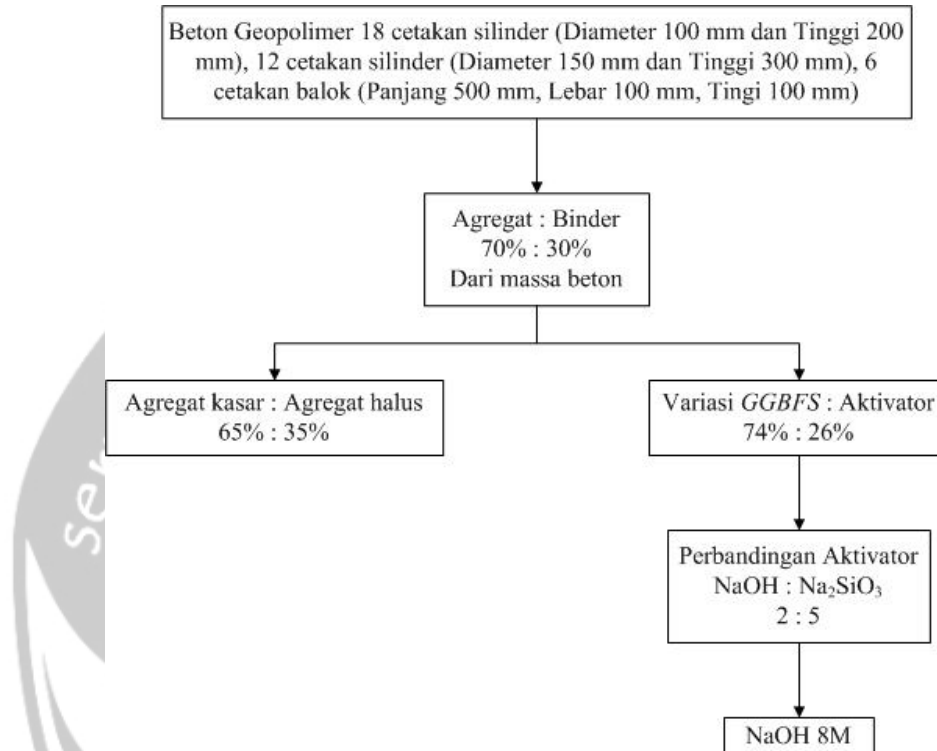 Beton Geopolimer 18 cetakan silinder (Diameter 100 mm dan Tinggi 200
mm), 12 cetakan silinder (Diameter 150 mm dan Tinggi 300 mm), 6
cetakan balok (Panjang 500 mm, Lebar 100 mm, Tingi 100 mm)
Agregat : Binder
70% : 30%
Dari massa beton
Agregat kasar : Agregat halus
65% : 35%
Variasi GGBFS : Aktivator
74% : 26%
Perbandingan Aktivator
NaOH : Na₂SiO₃
2 : 5
NaOH 8M